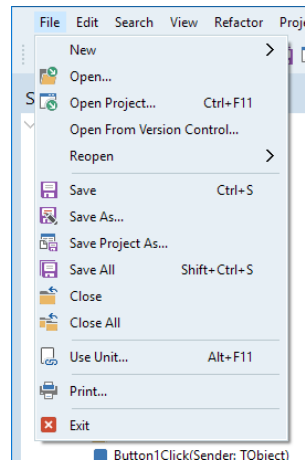 File Edit Search View Refactor Proj
New
Open...
S
Open Project... Ctrl+F11
Open From Version Control...
Reopen
Save Ctrl+S
Save As...
Save Project As...
Save All Shift+Ctrl+S
Close
Close All
Use Unit... Alt+F11
Print...
Exit
Button1Click(Sender: TObject)